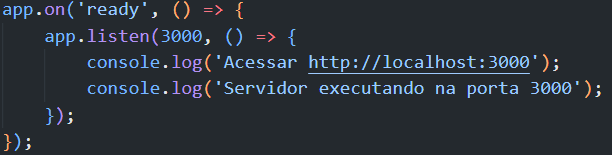 app.on('ready', () => {
    app.listen(3000, () => {
        console.log('Acessar http://localhost:3000');
        console.log('Servidor executando na porta 3000');
    });
});